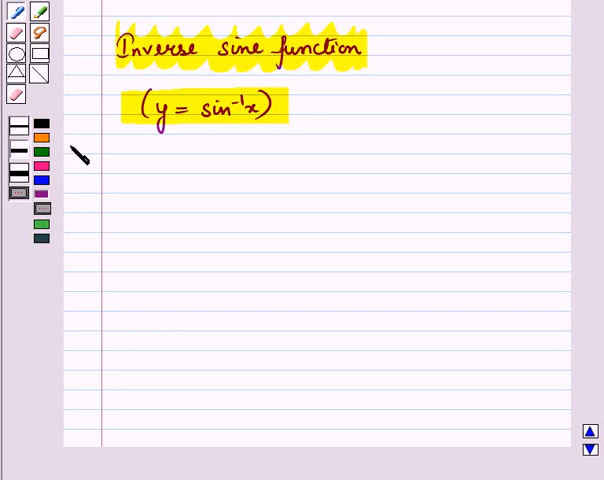 Inverse sine function
(y = sin⁻¹x)